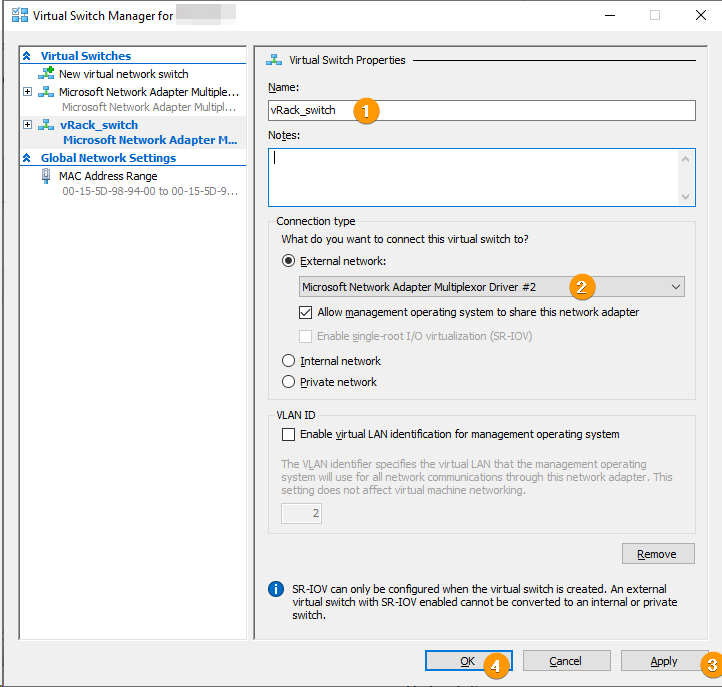 Virtual Switch Manager for
Virtual Switches
New virtual network switch
Microsoft Network Adapter Multiple...
Microsoft Network Adapter Multipl...
vRack_switch
Microsoft Network Adapter M...
Global Network Settings
MAC Address Range
00-15-5D-98-94-00 to 00-15-5D-9...
Virtual Switch Properties
Name:
vRack_switch
1
Notes:
Connection type
What do you want to connect this virtual switch to?
External network:
Microsoft Network Adapter Multiplexor Driver #2
2
Allow management operating system to share this network adapter
Enable single-root I/O virtualization (SR-IOV)
Internal network
Private network
VLAN ID
Enable virtual LAN identification for management operating system
The VLAN identifier specifies the virtual LAN that the management operating
system will use for all network communications through this network adapter. This
setting does not affect virtual machine networking.
2
Remove
SR-IOV can only be configured when the virtual switch is created. An external
virtual switch with SR-IOV enabled cannot be converted to an internal or private
switch.
OK
4
Cancel
Apply
3